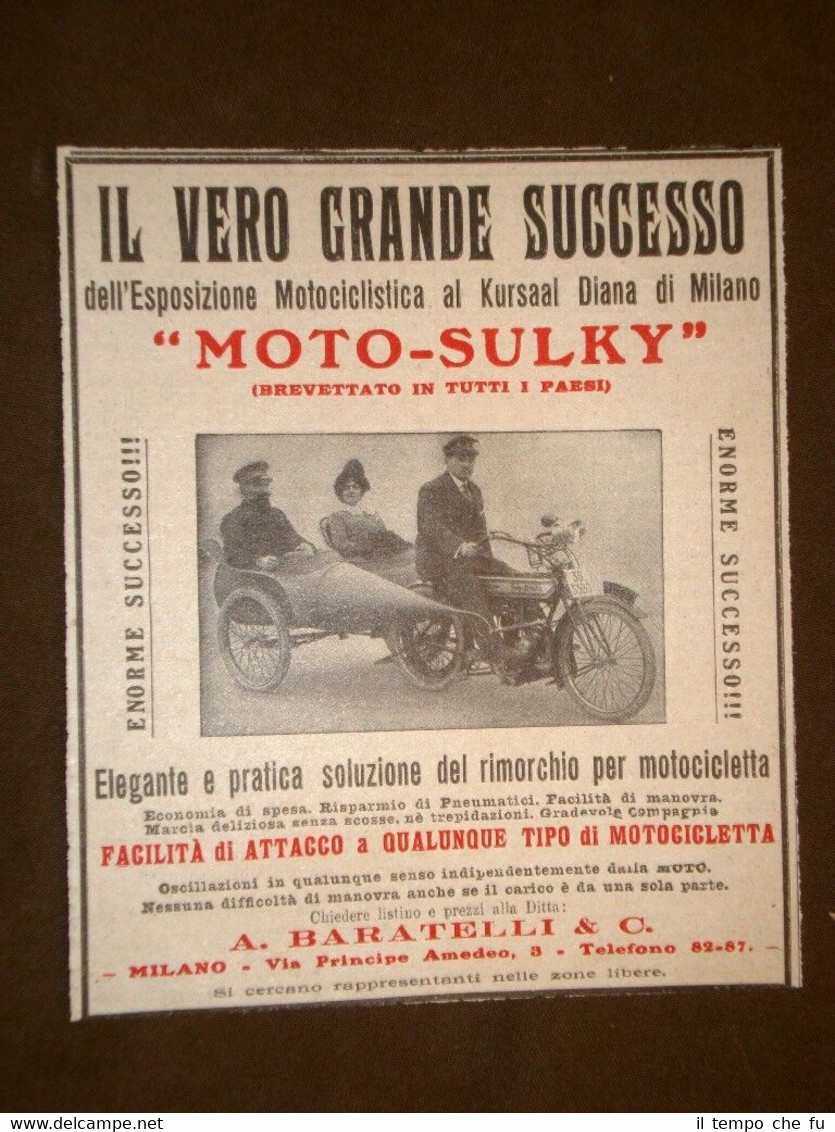 IL VERO GRANDE SUCCESSO
dell'Esposizione Motociclistica al Kursaal Diana di Milano
"MOTO-SULKY"
(BREVETTATO IN TUTTI I PAESI)
ENORME SUCCESSO!!!
ENORME SUCCESSO!!!
Elegante e pratica soluzione del rimorchio per motocicletta
Economia di spesa. Risparmio di Pneumatici. Facilità di manovra.
Marcia deliziosa senza scosse, nè trepidazioni. Gradevole Compagnia
FACILITÀ di ATTACCO a QUALUNQUE TIPO di MOTOCICLETTA
Oscillazioni in qualunque senso indipendentemente dalla MOTO.
Nessuna difficoltà di manovra anche se il carico è da una sola parte.
Chiedere listino e prezzi alla Ditta:
A. BARATELLI & C.
- MILANO - Via Principe Amedeo, 3 - Telefono 82-87. -
Si cercano rappresentanti nelle zone libere.
www.delcampe.net
il tempo che fu